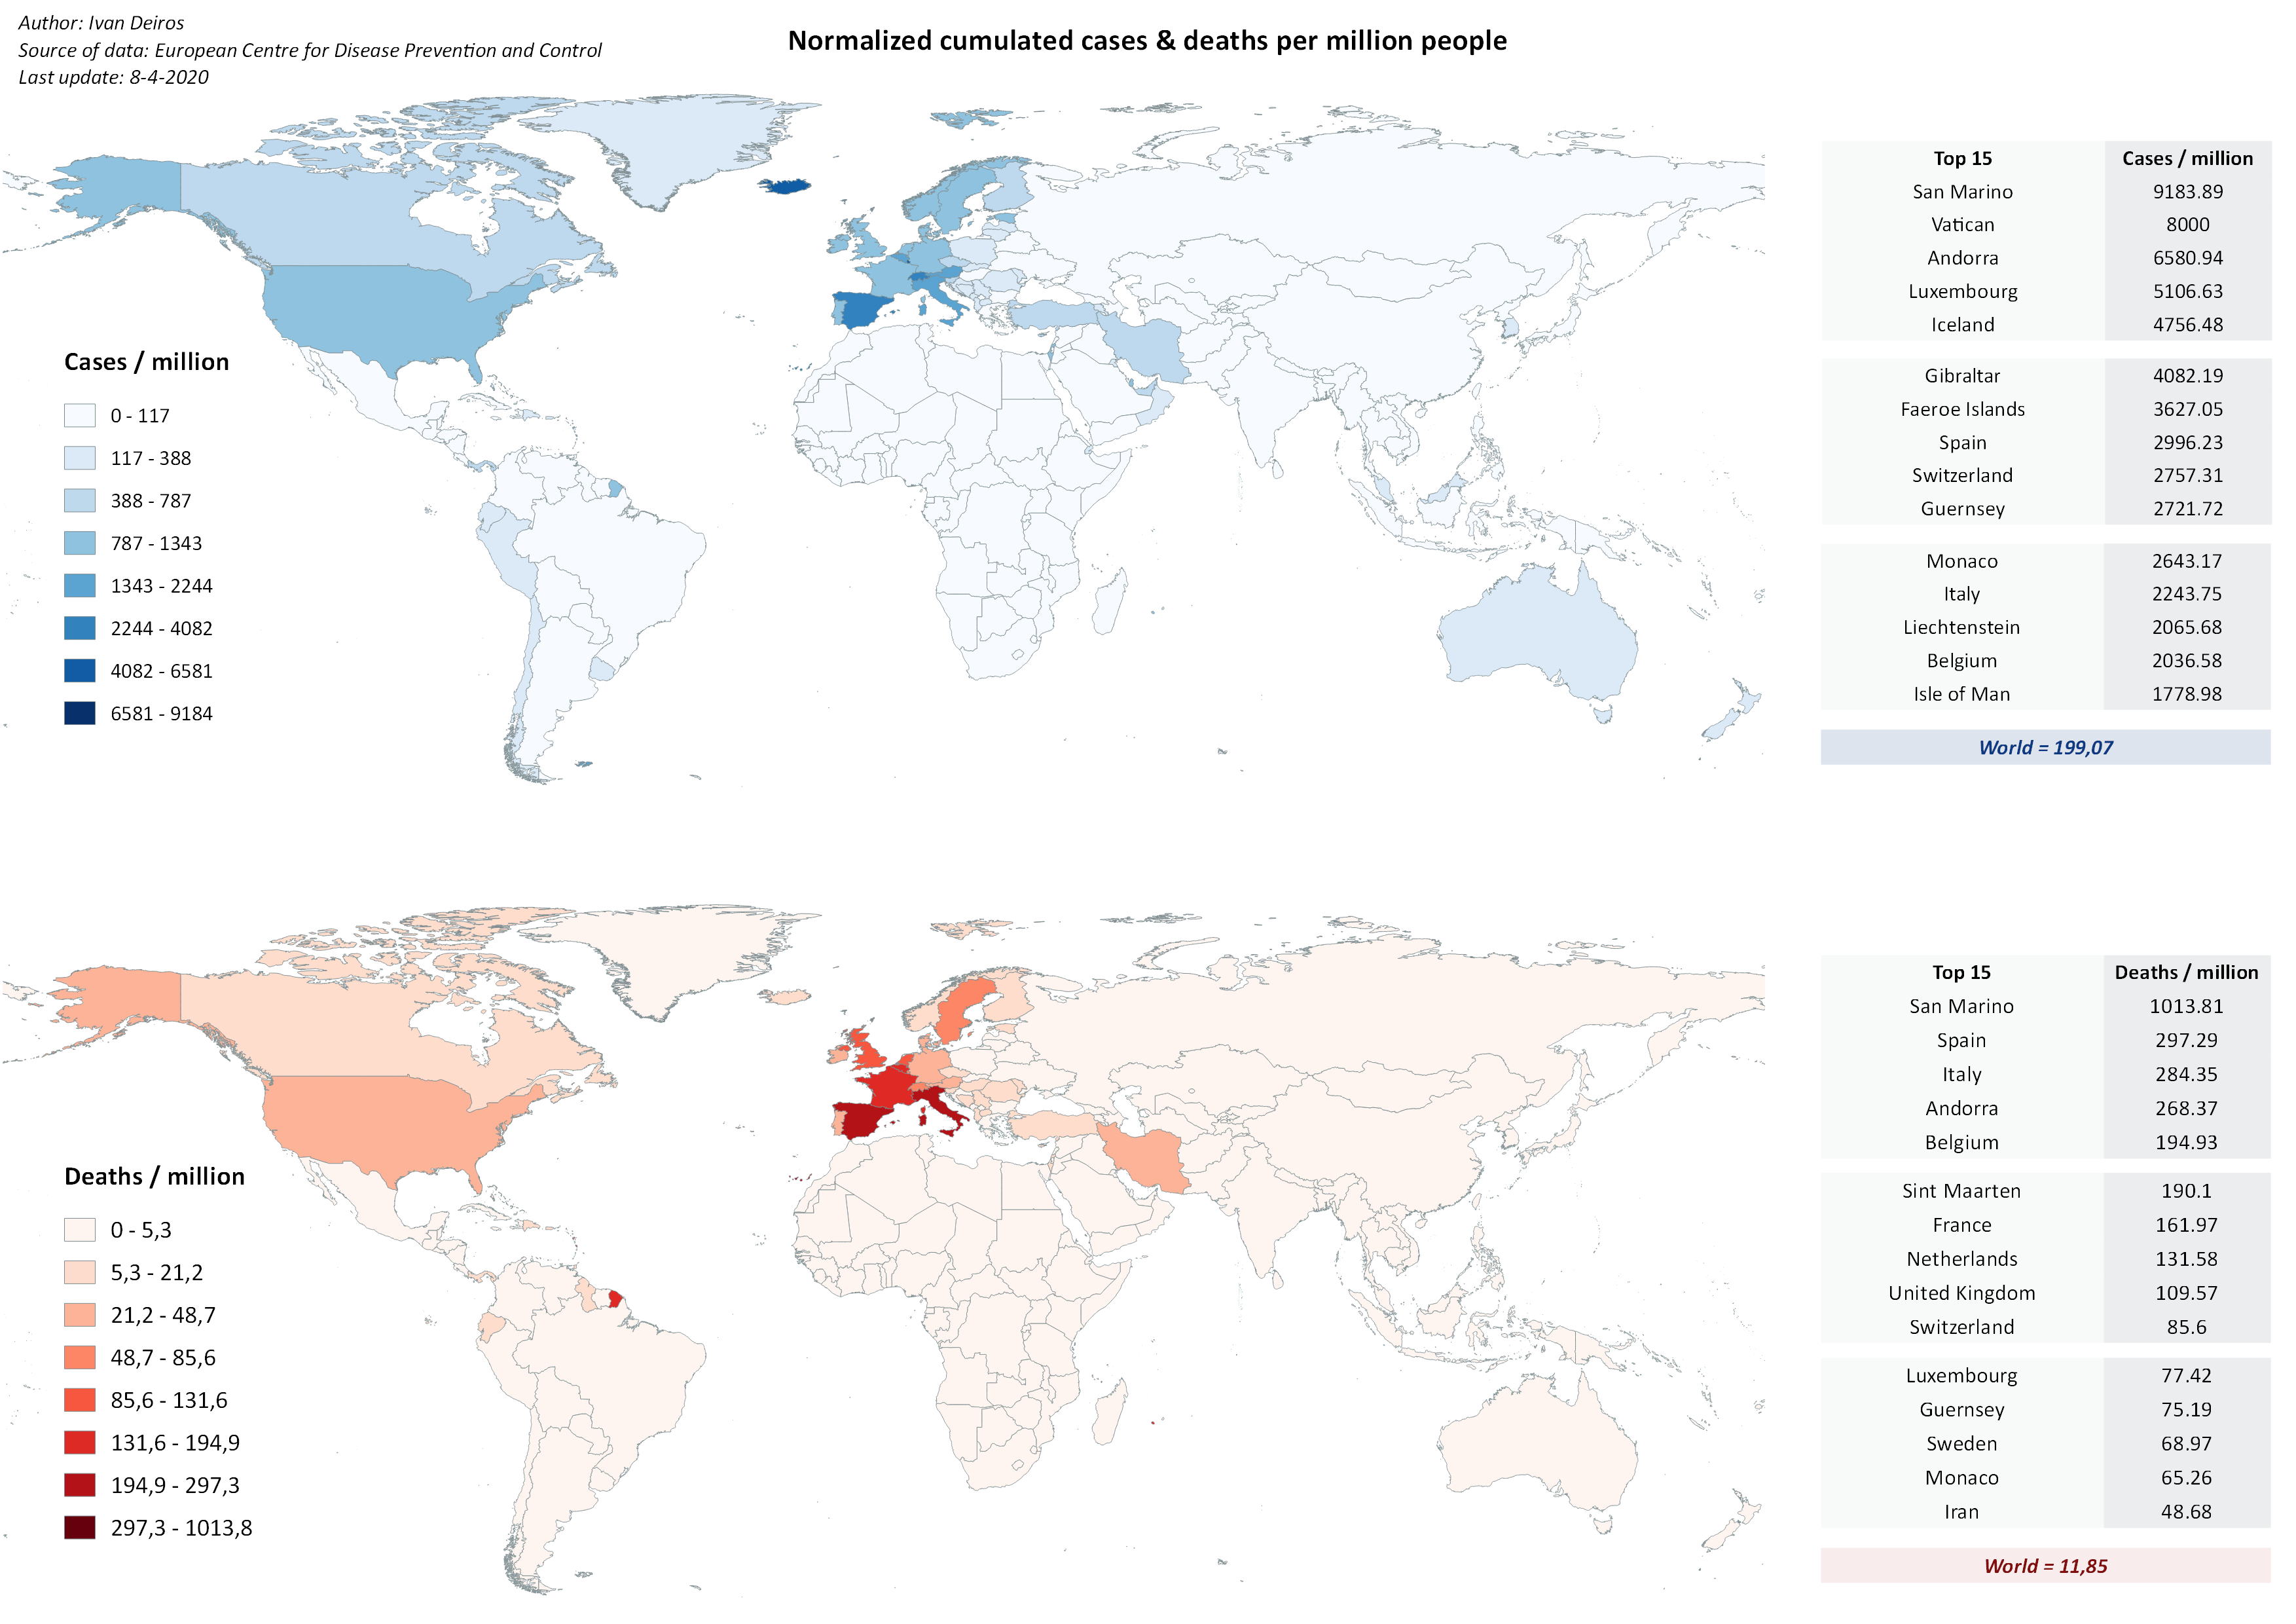 Author: Ivan Deiros
Source of data: European Centre for Disease Prevention and Control
Last update: 8-4-2020
Normalized cumulated cases & deaths per million people
Cases / million
0 - 117
117 - 388
388 - 787
787 - 1343
1343 - 2244
2244 - 4082
4082 - 6581
6581 - 9184
Top 15 Cases / million
San Marino 9183.89
Vatican 8000
Andorra 6580.94
Luxembourg 5106.63
Iceland 4756.48
Gibraltar 4082.19
Faeroe Islands 3627.05
Spain 2996.23
Switzerland 2757.31
Guernsey 2721.72
Monaco 2643.17
Italy 2243.75
Liechtenstein 2065.68
Belgium 2036.58
Isle of Man 1778.98
World = 199,07
Deaths / million
0 - 5,3
5,3 - 21,2
21,2 - 48,7
48,7 - 85,6
85,6 - 131,6
131,6 - 194,9
194,9 - 297,3
297,3 - 1013,8
Top 15 Deaths / million
San Marino 1013.81
Spain 297.29
Italy 284.35
Andorra 268.37
Belgium 194.93
Sint Maarten 190.1
France 161.97
Netherlands 131.58
United Kingdom 109.57
Switzerland 85.6
Luxembourg 77.42
Guernsey 75.19
Sweden 68.97
Monaco 65.26
Iran 48.68
World = 11,85